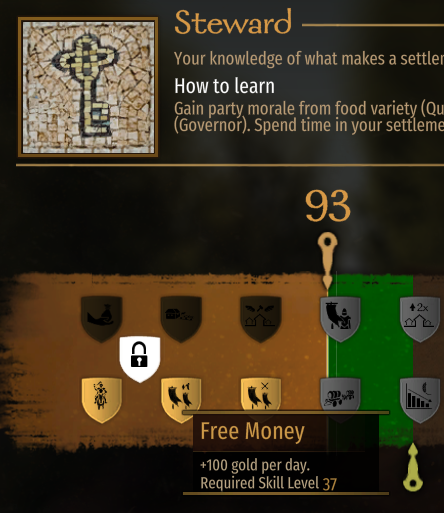 Steward
Your knowledge of what makes a settler
How to learn
Gain party morale from food variety (Qu
(Governor). Spend time in your settleme
93
2x
Free Money
+100 gold per day.
Required Skill Level 37